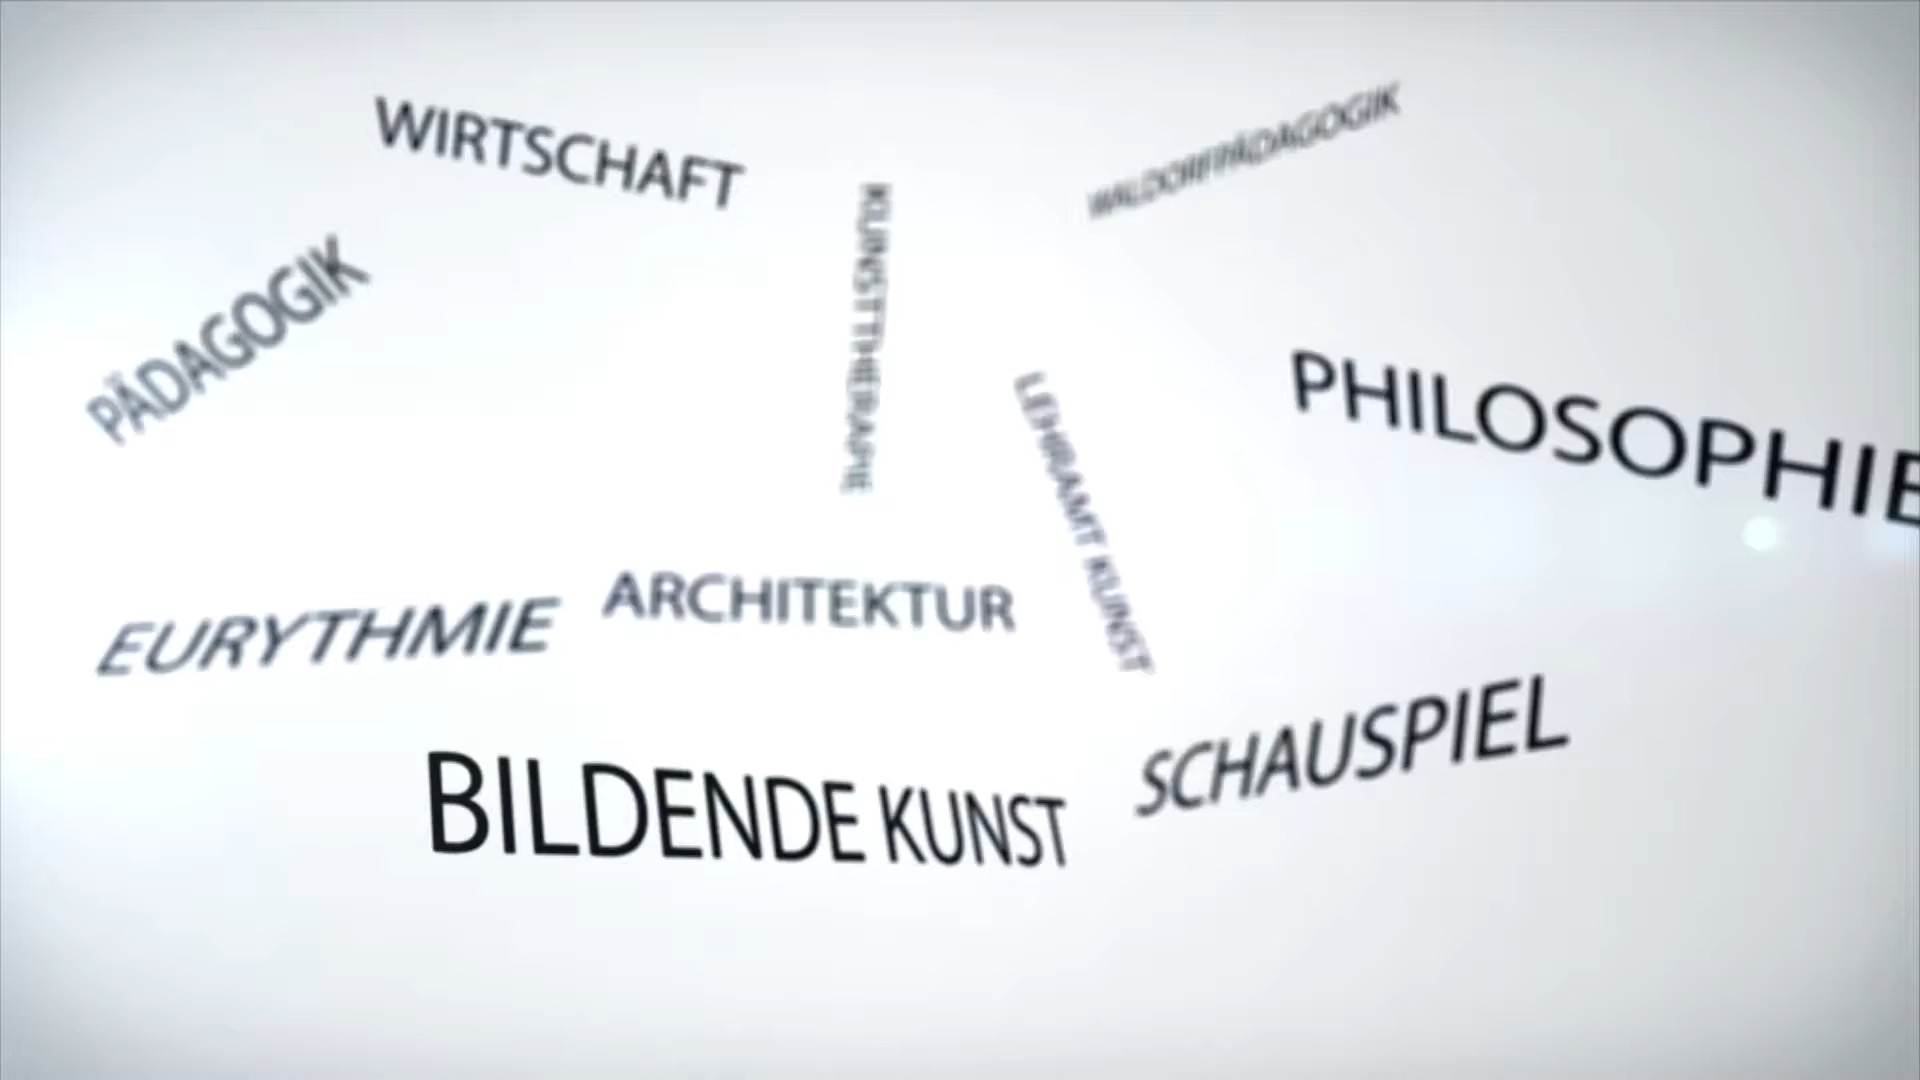 WIRTSCHAFT
WALDORFPÄDAGOGIK
PÄDAGOGIK
KUNSTTHERAPIE
LEHRAMT KUNST
PHILOSOPHIE
EURYTHMIE
ARCHITEKTUR
BILDENDE KUNST
SCHAUSPIEL